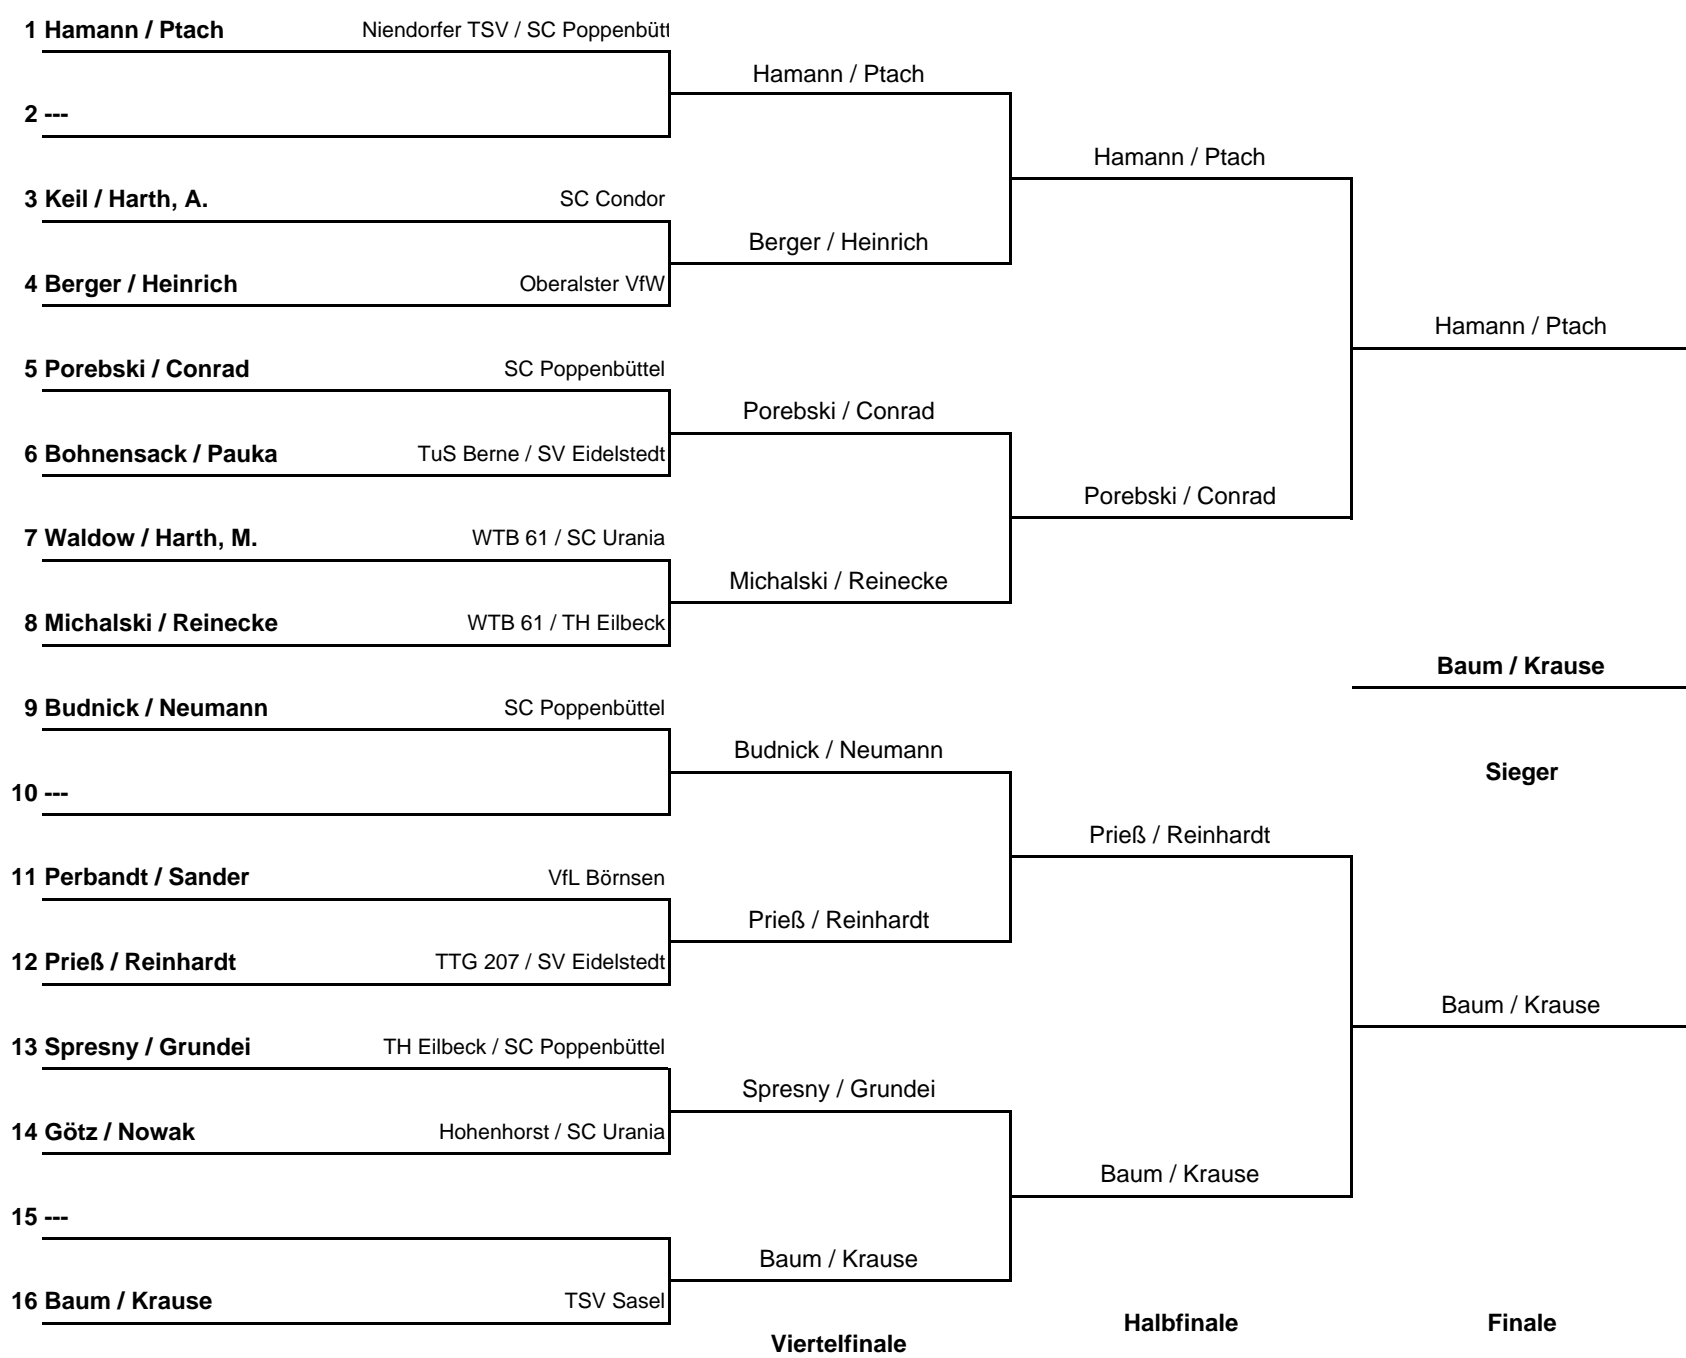 1 Hamann / Ptach Niendorfer TSV / SC Poppenbütt
Hamann / Ptach
2 ---
Hamann / Ptach
3 Keil / Harth, A. SC Condor
Berger / Heinrich
4 Berger / Heinrich Oberalster VfW
Hamann / Ptach
5 Porebski / Conrad SC Poppenbüttel
Porebski / Conrad
6 Bohnensack / Pauka TuS Berne / SV Eidelstedt
Porebski / Conrad
7 Waldow / Harth, M. WTB 61 / SC Urania
Michalski / Reinecke
8 Michalski / Reinecke WTB 61 / TH Eilbeck
Baum / Krause
9 Budnick / Neumann SC Poppenbüttel
Budnick / Neumann
Sieger
10 ---
Prieß / Reinhardt
11 Perbandt / Sander VfL Börnsen
Prieß / Reinhardt
12 Prieß / Reinhardt TTG 207 / SV Eidelstedt
Baum / Krause
13 Spresny / Grundei TH Eilbeck / SC Poppenbüttel
Spresny / Grundei
14 Götz / Nowak Hohenhorst / SC Urania
Baum / Krause
15 ---
Baum / Krause
16 Baum / Krause TSV Sasel
Halbfinale Finale
Viertelfinale